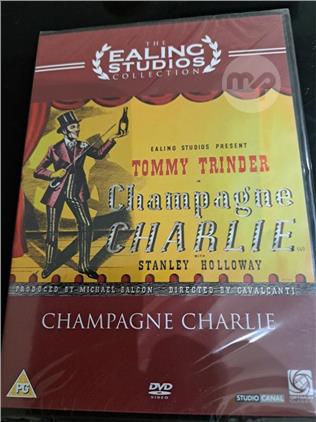 THE
EALING
STUDIOS
COLLECTION
EALING STUDIOS PRESENT
TOMMY TRINDER
IN
Champagne
CHARLIE
WITH
STANLEY HOLLOWAY
PRODUCED BY MICHAEL BALCON DIRECTED BY CAVALCANTI
CHAMPAGNE CHARLIE
PG
DVD
VIDEO
STUDIO CANAL